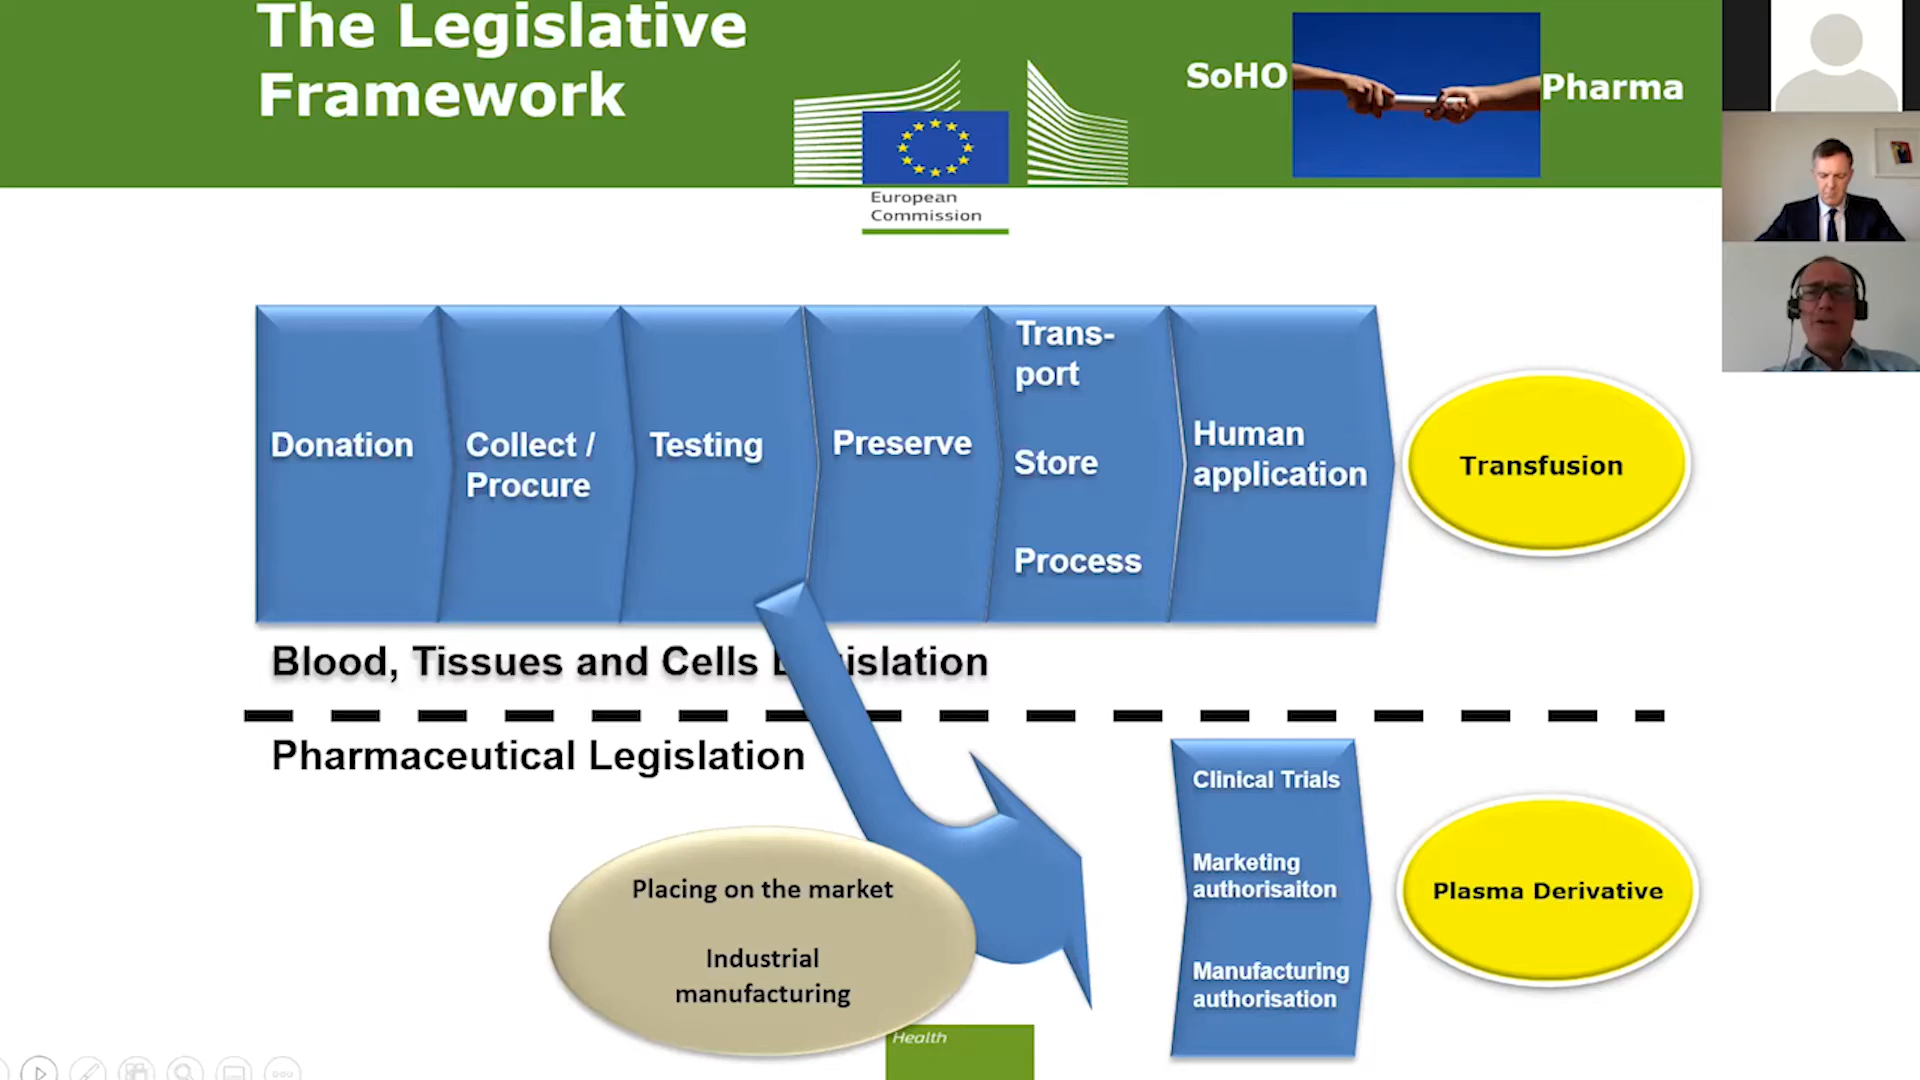 The Legislative
Framework
SoHO
Pharma
European
Commission
Donation
Collect /
Procure
Testing
Preserve
Trans-
port
Store
Process
Human
application
Transfusion
Blood, Tissues and Cells islation
Pharmaceutical Legislation
Placing on the market
Industrial
manufacturing
Clinical Trials
Marketing
authorisaiton
Manufacturing
authorisation
Plasma Derivative
Health